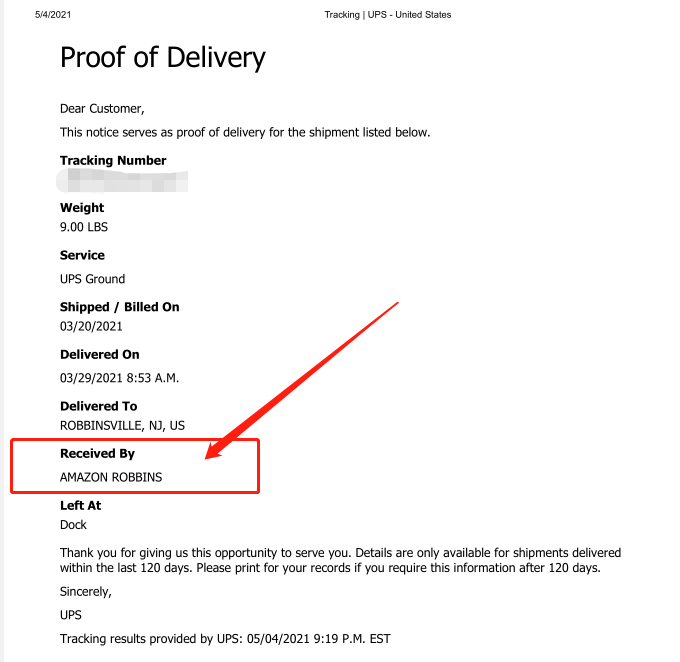 5/4/2021
Tracking | UPS - United States
Proof of Delivery
Dear Customer,
This notice serves as proof of delivery for the shipment listed below.
Tracking Number
Weight
9.00 LBS
Service
UPS Ground
Shipped / Billed On
03/20/2021
Delivered On
03/29/2021 8:53 A.M.
Delivered To
ROBBINSVILLE, NJ, US
Received By
AMAZON ROBBINS
Left At
Dock
Thank you for giving us this opportunity to serve you. Details are only available for shipments delivered
within the last 120 days. Please print for your records if you require this information after 120 days.
Sincerely,
UPS
Tracking results provided by UPS: 05/04/2021 9:19 P.M. EST